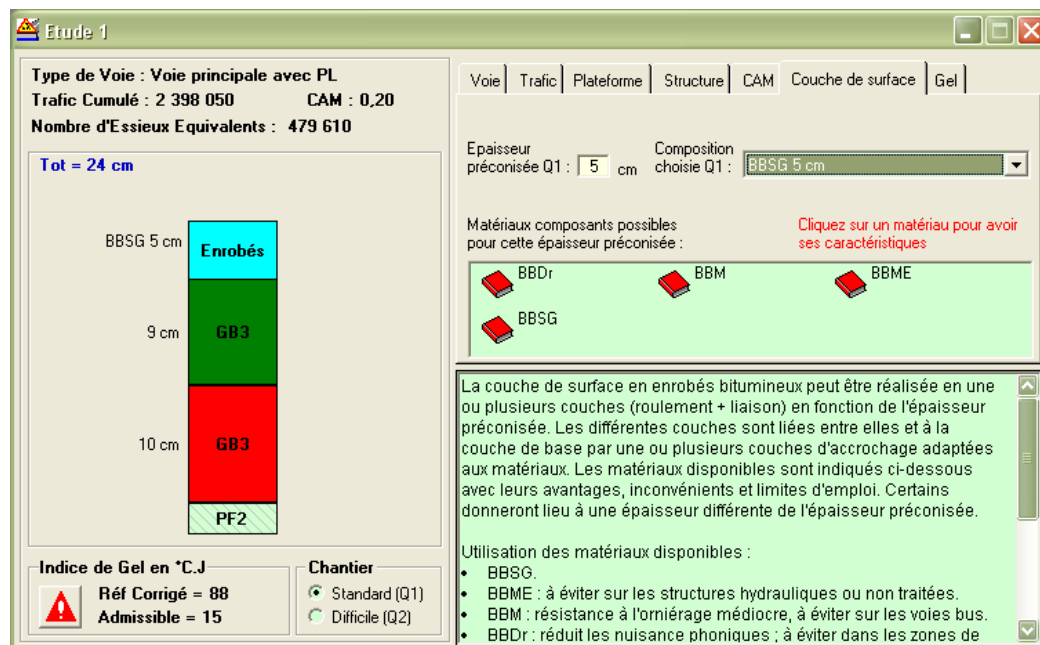 Etude 1
Type de Voie : Voie principale avec PL
Trafic Cumulé : 2 398 050 CAM : 0,20
Nombre d'Essieux Equivalents : 479 610
Tot = 24 cm
BBSG 5 cm Enrobés
9 cm GB3
10 cm GB3
PF2
Indice de Gel en °C.J
Réf Corrigé = 88
Admissible = 15
Chantier
Standard (Q1)
Difficile (Q2)
Voie Trafic Plateforme Structure CAM Couche de surface Gel
Epaisseur
préconisée Q1 : 5 cm
Composition
choisie Q1 : BBSG 5 cm
Matériaux composants possibles
pour cette épaisseur préconisée :
Cliquez sur un matériau pour avoir
ses caractéristiques
BBDr BBM BBME
BBSG
La couche de surface en enrobés bitumineux peut être réalisée en une
ou plusieurs couches (roulement + liaison) en fonction de l'épaisseur
préconisée. Les différentes couches sont liées entre elles et à la
couche de base par une ou plusieurs couches d'accrochage adaptées
aux matériaux. Les matériaux disponibles sont indiqués ci-dessous
avec leurs avantages, inconvénients et limites d'emploi. Certains
donneront lieu à une épaisseur différente de l'épaisseur préconisée.
Utilisation des matériaux disponibles :
• BBSG.
• BBME : à éviter sur les structures hydrauliques ou non traitées.
• BBM : résistance à l'orniérage médiocre, à éviter sur les voies bus.
• BBDr : réduit les nuisance phoniques ; à éviter dans les zones de